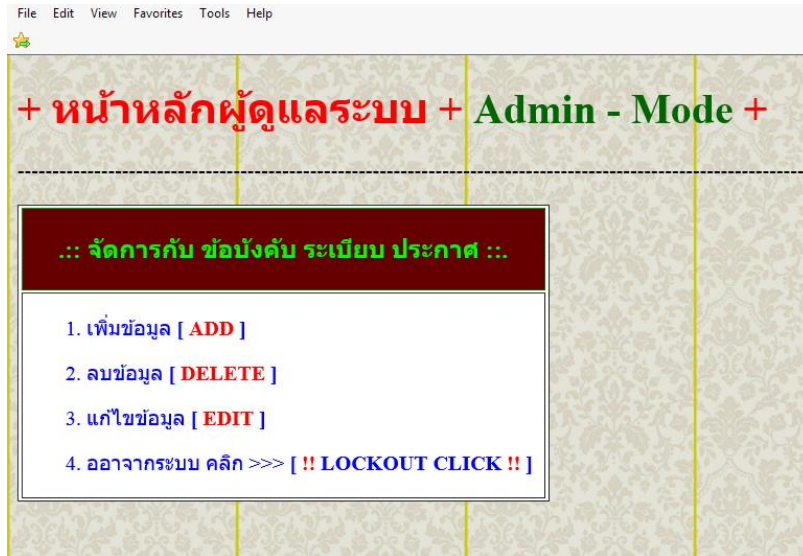 File Edit View Favorites Tools Help
+ หน้าหลักผู้ดูแลระบบ + Admin - Mode +
.:: จัดการกับ ข้อบังคับ ระเบียบ ประกาศ ::.
1. เพิ่มข้อมูล [ ADD ]
2. ลบข้อมูล [ DELETE ]
3. แก้ไขข้อมูล [ EDIT ]
4. ออาจากระบบ คลิก >>> [ !! LOCKOUT CLICK !! ]